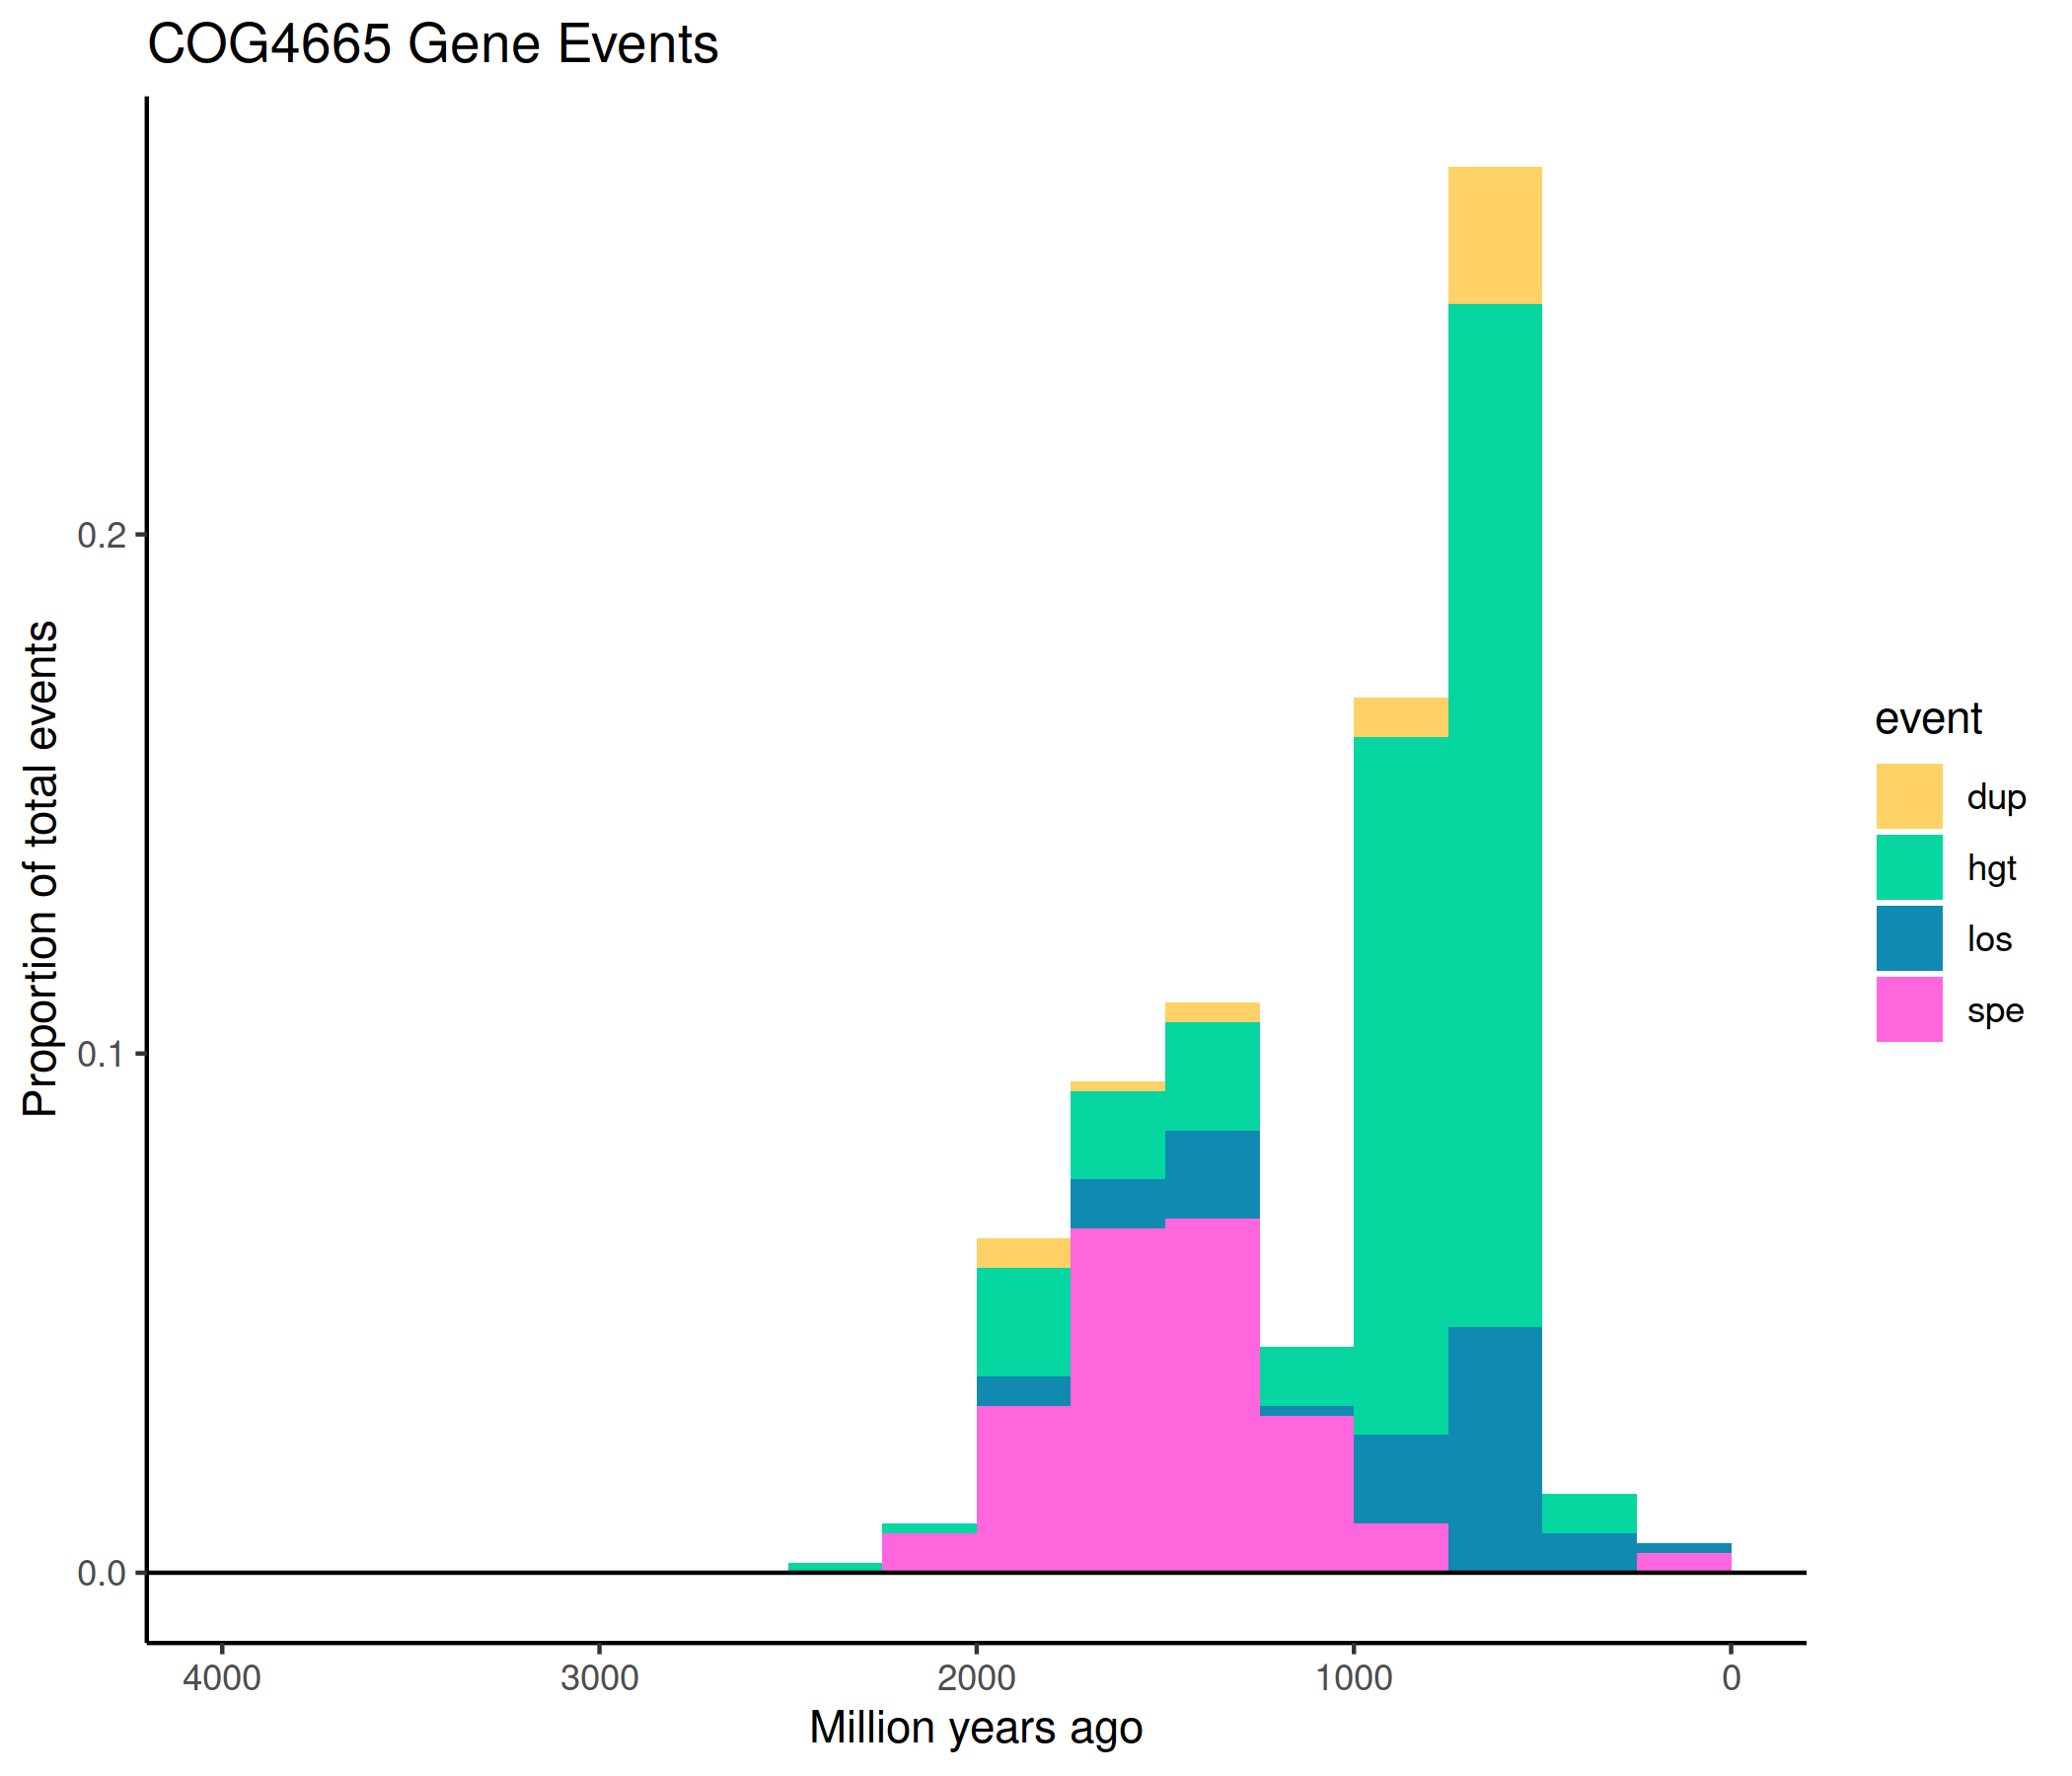 COG4665 Gene Events
Proportion of total events
0.2
0.1
0.0
4000 3000 2000 1000 0
Million years ago
event
dup
hgt
los
spe